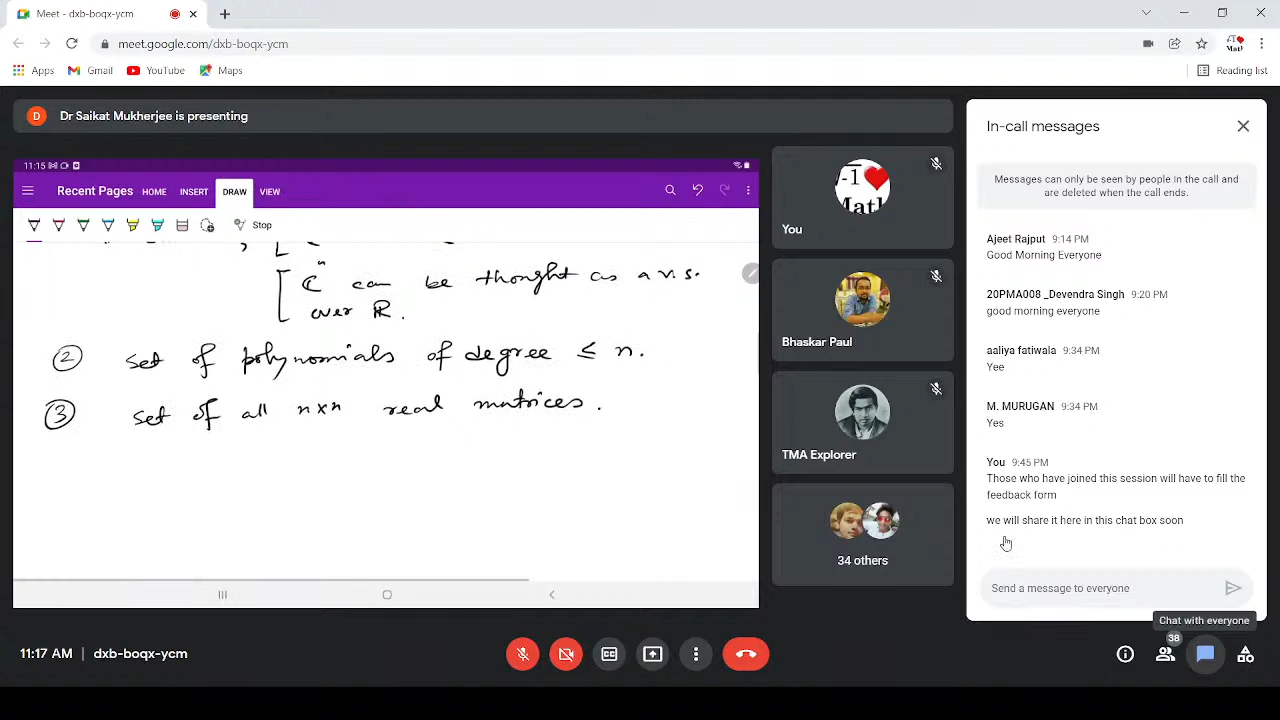 Meet - dxb-boqx-ycm
meet.google.com/dxb-boqx-ycm
Apps Gmail YouTube Maps Reading list
D Dr Saikat Mukherjee is presenting
11:15
Recent Pages HOME INSERT DRAW VIEW
Stop
[ ℂⁿ can be thought as a v.s.
over ℝ.
② set of polynomials of degree ≤ n.
③ set of all n×n real matrices.
√-1
Math
You
Bhaskar Paul
TMA Explorer
34 others
In-call messages
Messages can only be seen by people in the call and
are deleted when the call ends.
Ajeet Rajput 9:14 PM
Good Morning Everyone
20PMA008 _Devendra Singh 9:20 PM
good morning everyone
aaliya fatiwala 9:34 PM
Yee
M. MURUGAN 9:34 PM
Yes
You 9:45 PM
Those who have joined this session will have to fill the
feedback form
we will share it here in this chat box soon
Send a message to everyone
Chat with everyone
38
11:17 AM dxb-boqx-ycm